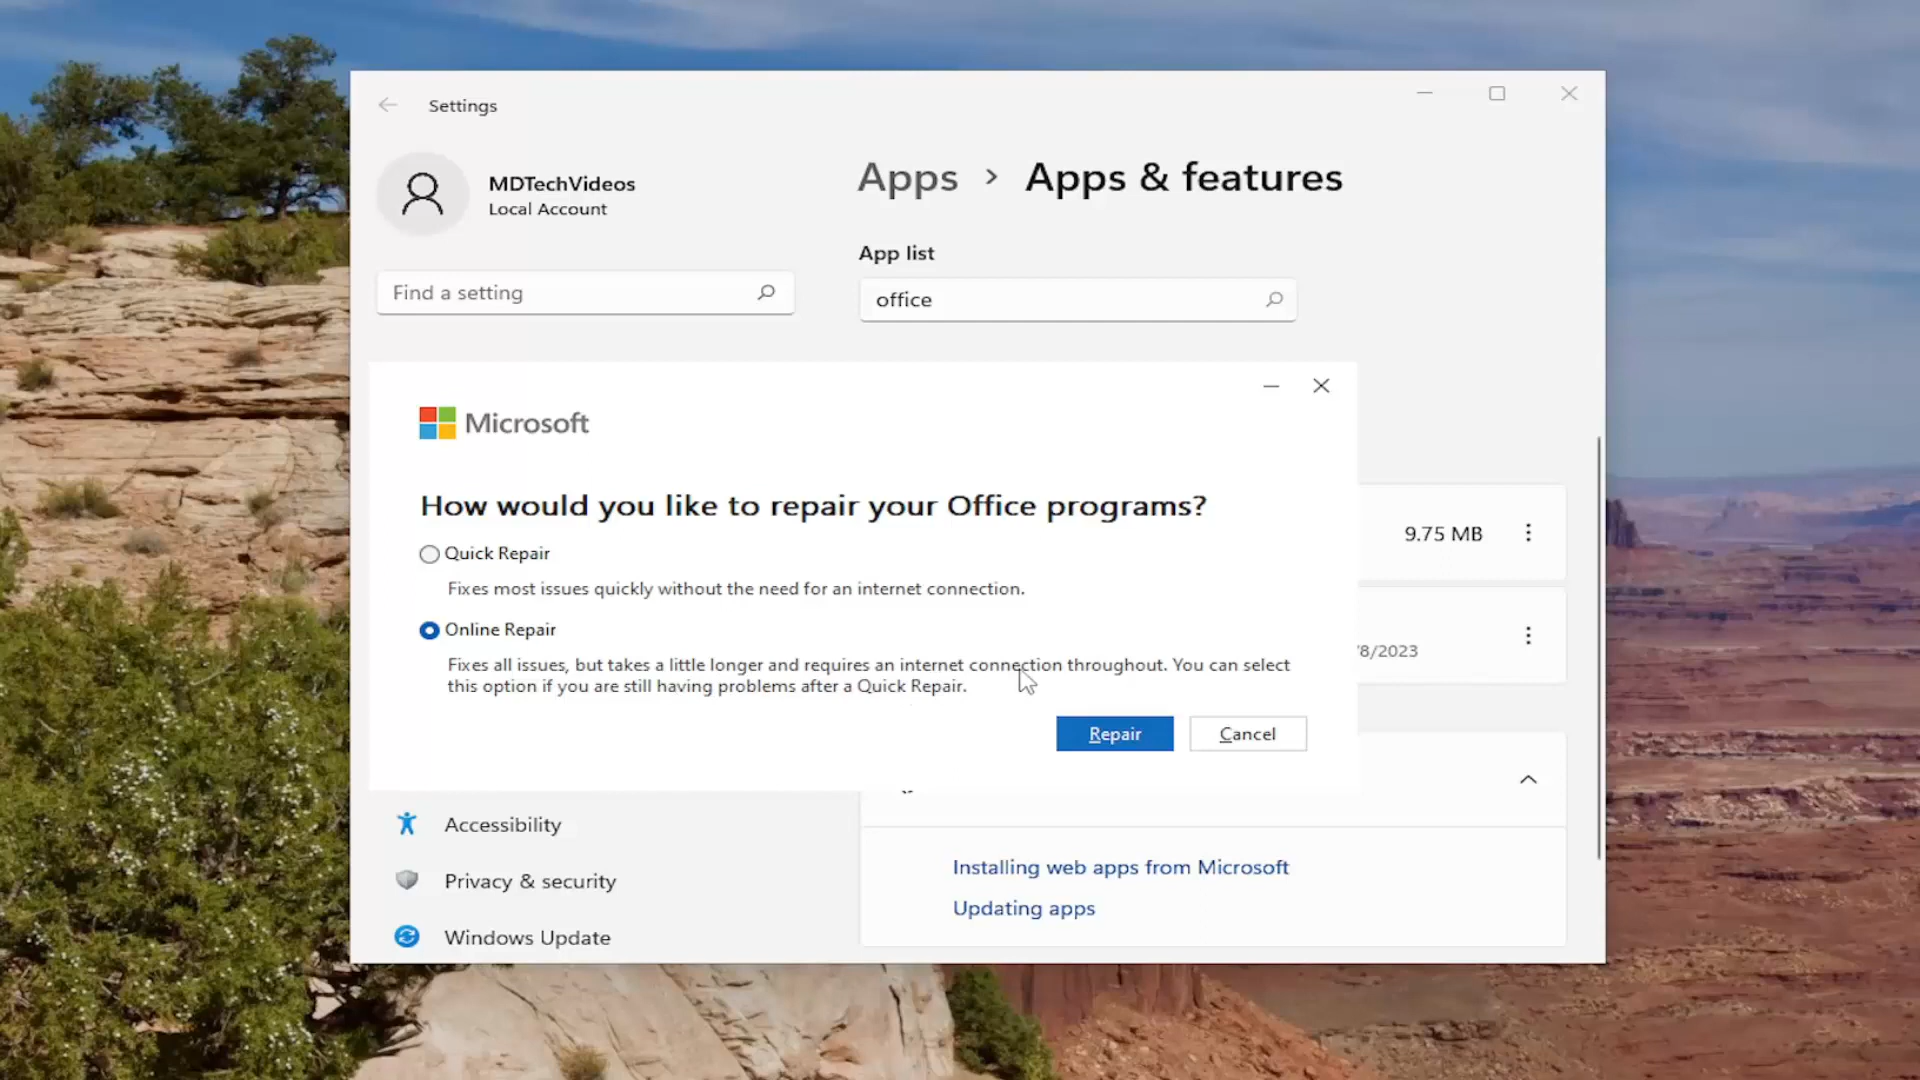 Settings
MDTechVideos
Local Account
Find a setting
Apps > Apps & features
App list
office
Microsoft
How would you like to repair your Office programs?
Quick Repair
Fixes most issues quickly without the need for an internet connection.
Online Repair
Fixes all issues, but takes a little longer and requires an internet connection throughout. You can select
this option if you are still having problems after a Quick Repair.
Repair
Cancel
9.75 MB
/8/2023
Accessibility
Privacy & security
Windows Update
Installing web apps from Microsoft
Updating apps